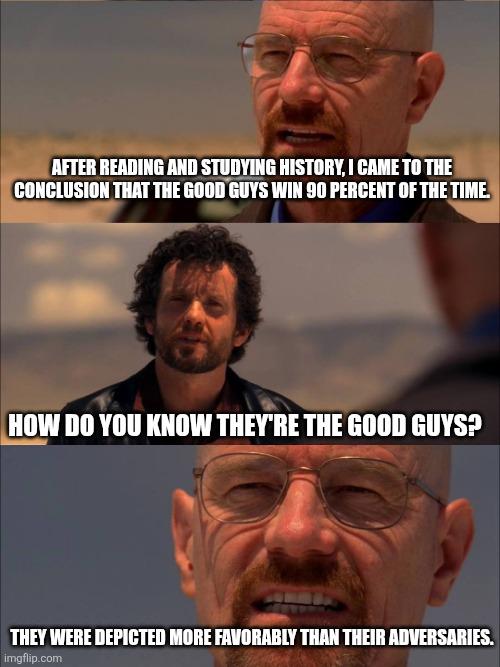 AFTER READING AND STUDYING HISTORY, I CAME TO THE
CONCLUSION THAT THE GOOD GUYS WIN 90 PERCENT OF THE TIME.
HOW DO YOU KNOW THEY'RE THE GOOD GUYS?
THEY WERE DEPICTED MORE FAVORABLY THAN THEIR ADVERSARIES.
imgflip.com